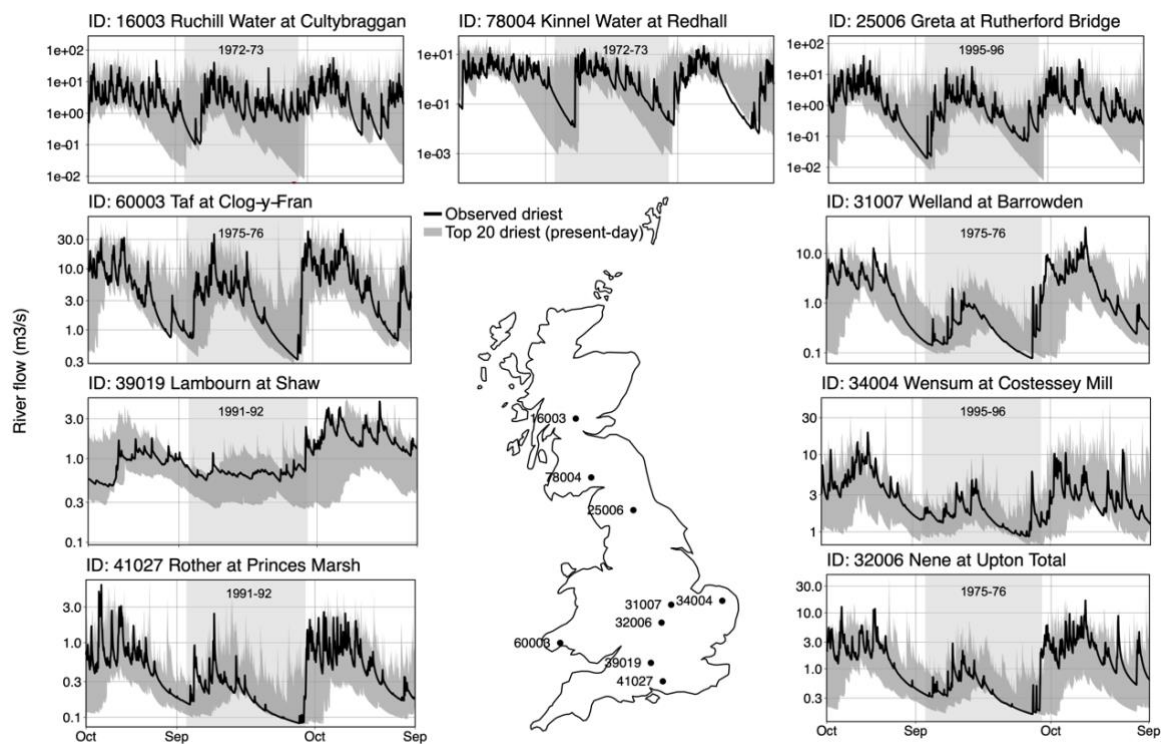 ID: 16003 Ruchill Water at Cultybraggan
1e+02
1e+01
1e+00
1e-01
1e-02
1972-73
ID: 78004 Kinnel Water at Redhall
1e+01
1e-01
1e-03
1972-73
ID: 25006 Greta at Rutherford Bridge
1e+02
1e+01
1e+00
1e-01
1e-02
1995-96
ID: 60003 Taf at Clog-y-Fran
30.0
10.0
3.0
1.0
0.3
1975-76
Observed driest
Top 20 driest (present-day)
ID: 31007 Welland at Barrowden
10.0
1.0
0.1
1975-76
River flow (m3/s)
ID: 39019 Lambourn at Shaw
3.0
1.0
0.3
0.1
1991-92
16003
78004
25006
31007
34004
32006
60003
39019
41027
ID: 34004 Wensum at Costessey Mill
30
10
3
1
1995-96
ID: 41027 Rother at Princes Marsh
3.0
1.0
0.3
0.1
1991-92
Oct
Sep
Oct
Sep
ID: 32006 Nene at Upton Total
30.0
10.0
3.0
1.0
0.3
1975-76
Oct
Sep
Oct
Sep